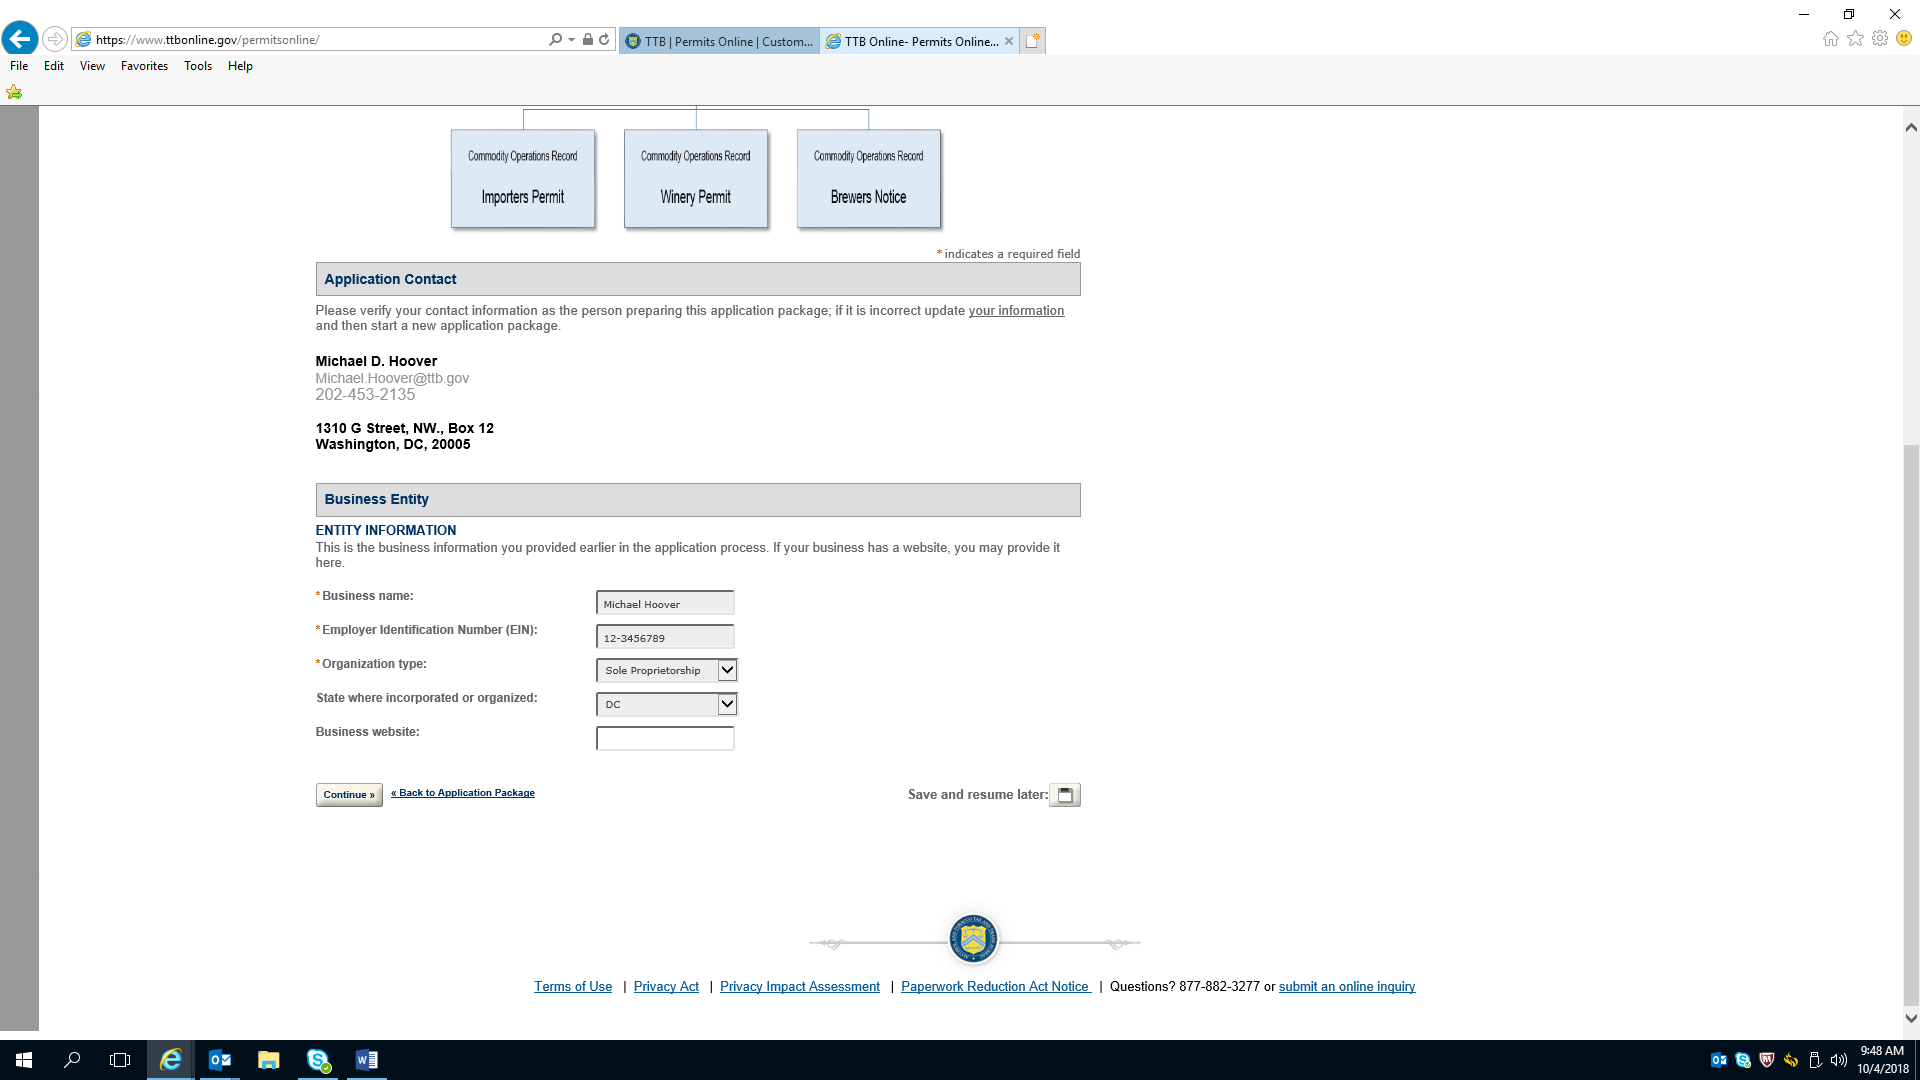 https://www.ttbonline.gov/permitsonline/
TTB | Permits Online | Custom...
TTB Online- Permits Online...
File Edit View Favorites Tools Help
Commodity Operations Record
Importers Permit
Commodity Operations Record
Winery Permit
Commodity Operations Record
Brewers Notice
* indicates a required field
Application Contact
Please verify your contact information as the person preparing this application package; if it is incorrect update your information
and then start a new application package.
Michael D. Hoover
Michael.Hoover@ttb.gov
202-453-2135
1310 G Street, NW., Box 12
Washington, DC, 20005
Business Entity
ENTITY INFORMATION
This is the business information you provided earlier in the application process. If your business has a website, you may provide it
here.
* Business name: Michael Hoover
* Employer Identification Number (EIN): 12-3456789
* Organization type: Sole Proprietorship
State where incorporated or organized: DC
Business website:
Continue » « Back to Application Package Save and resume later:
Terms of Use | Privacy Act | Privacy Impact Assessment | Paperwork Reduction Act Notice | Questions? 877-882-3277 or submit an online inquiry
9:48 AM
10/4/2018